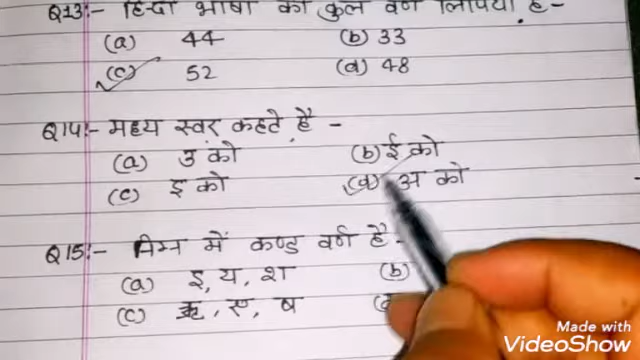 Q13:- हिन्दी भाषा की कुल वर्ण लिपियाँ है-
(a) 44 (b) 33
(c) 52 (d) 48
Q14:- मध्य स्वर कहते है -
(a) उ को (b) ई को
(c) इ को (d) अ को
Q15:- निम्न में कण्ठ वर्ण है -
(a) इ, य, श (b)
(c) ऋ, र, ष
Made with
VideoShow